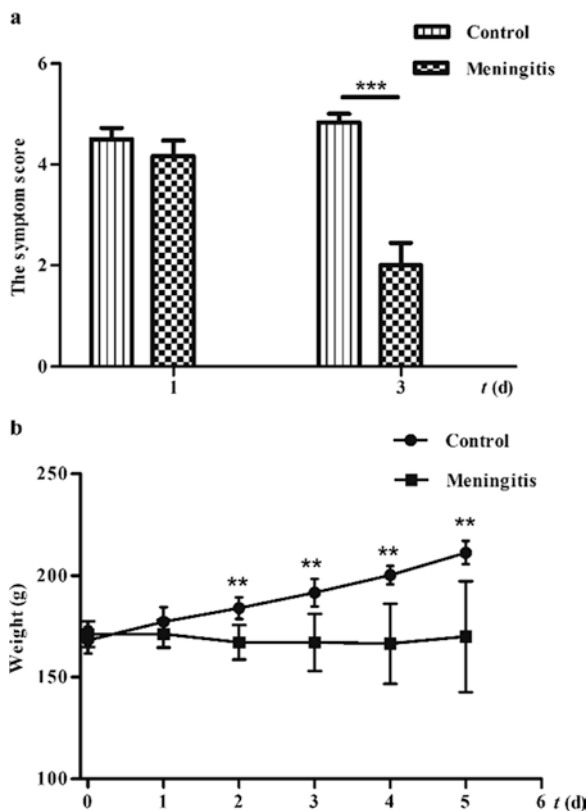 a
Control
Meningitis
6
4
2
0
The symptom score
***
1
3
t (d)
b
Control
Meningitis
250
200
150
100
Weight (g)
**
**
**
**
0
1
2
3
4
5
6
t (d)